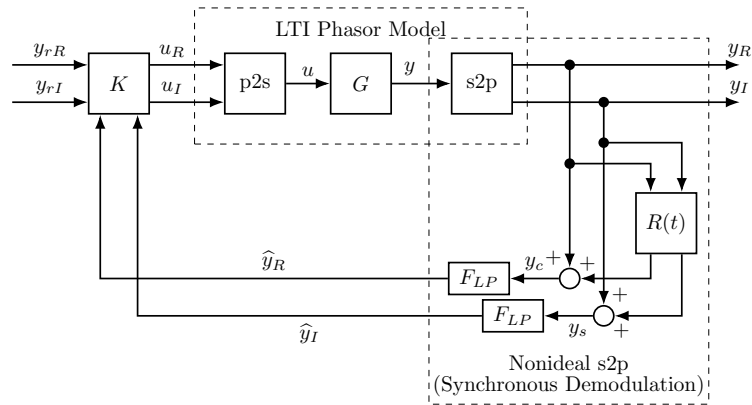 LTI Phasor Model
y_{rR} u_R y_R
y_{rI} K u_I p2s u G y s2p y_I
R(t)
\widehat{y}_R F_{LP} y_c + +
\widehat{y}_I F_{LP} y_s + +
Nonideal s2p
(Synchronous Demodulation)